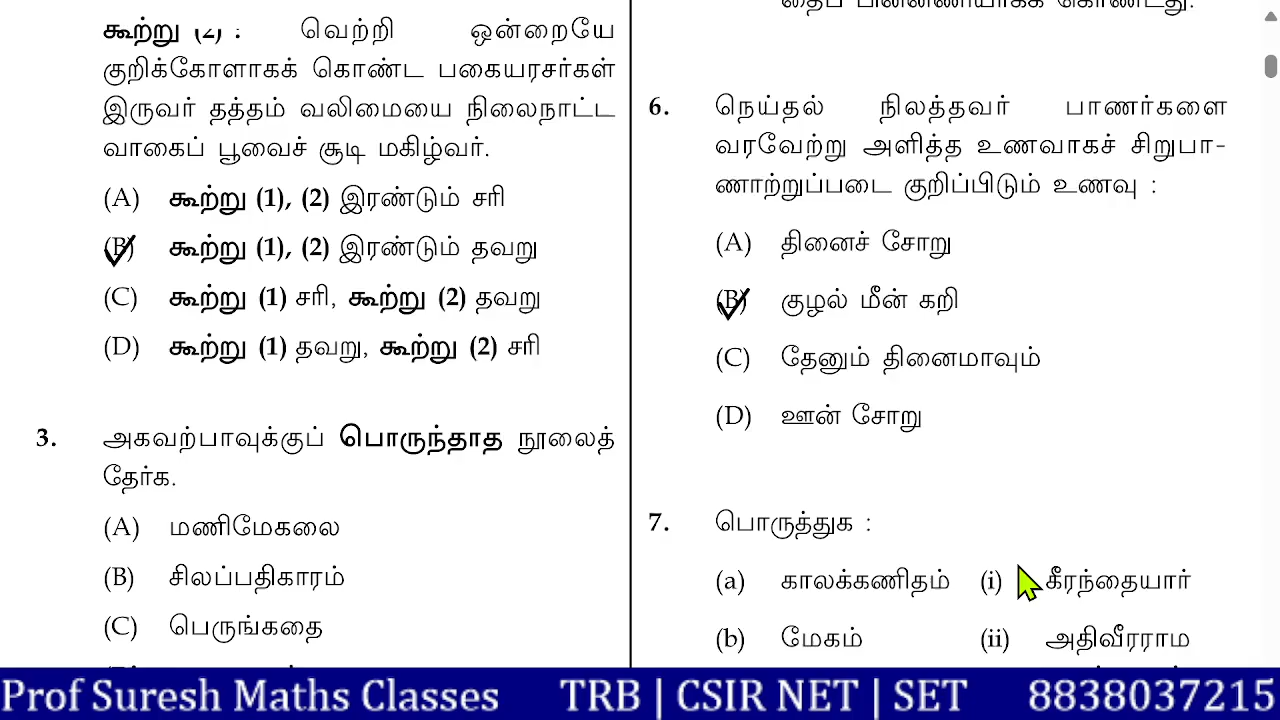 கூற்று (2) : வெற்றி ஒன்றையே
குறிக்கோளாகக் கொண்ட பகையரசர்கள்
இருவர் தத்தம் வலிமையை நிலைநாட்ட
வாகைப் பூவைச் சூடி மகிழ்வர்.
(A) கூற்று (1), (2) இரண்டும் சரி
(B) கூற்று (1), (2) இரண்டும் தவறு
(C) கூற்று (1) சரி, கூற்று (2) தவறு
(D) கூற்று (1) தவறு, கூற்று (2) சரி
3. அகவற்பாவுக்குப் பொருந்தாத நூலைத்
தேர்க.
(A) மணிமேகலை
(B) சிலப்பதிகாரம்
(C) பெருங்கதை
6. நெய்தல் நிலத்தவர் பாணர்களை
வரவேற்று அளித்த உணவாகச் சிறுபா-
ணாற்றுப்படை குறிப்பிடும் உணவு :
(A) தினைச் சோறு
(B) குழல் மீன் கறி
(C) தேனும் தினைமாவும்
(D) ஊன் சோறு
7. பொருத்துக :
(a) காலக்கணிதம் (i) கீரந்தையார்
(b) மேகம் (ii) அதிவீரராம
Prof Suresh Maths Classes TRB | CSIR NET | SET 8838037215